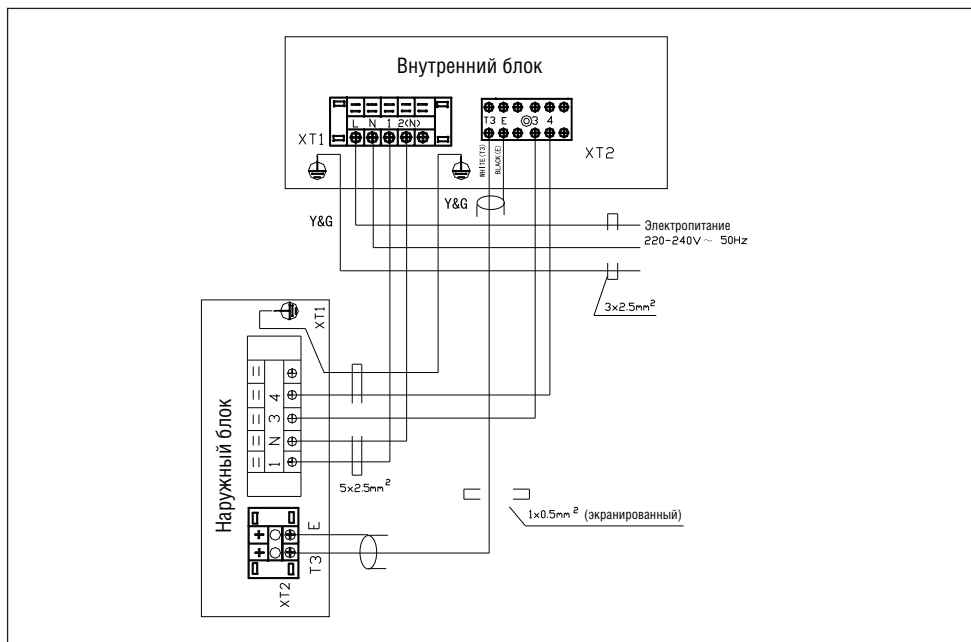 Внутренний блок
L N 1 2(N)
T3 E 3 4
XT1
XT2
WHITE(T3)
BLACK(E)
Y&G
Y&G
Электропитание
220-240V ~ 50Hz
3x2.5mm²
XT1
Наружный блок
1 N 3 4
5x2.5mm²
1x0.5mm² (экранированный)
E
T3
XT2